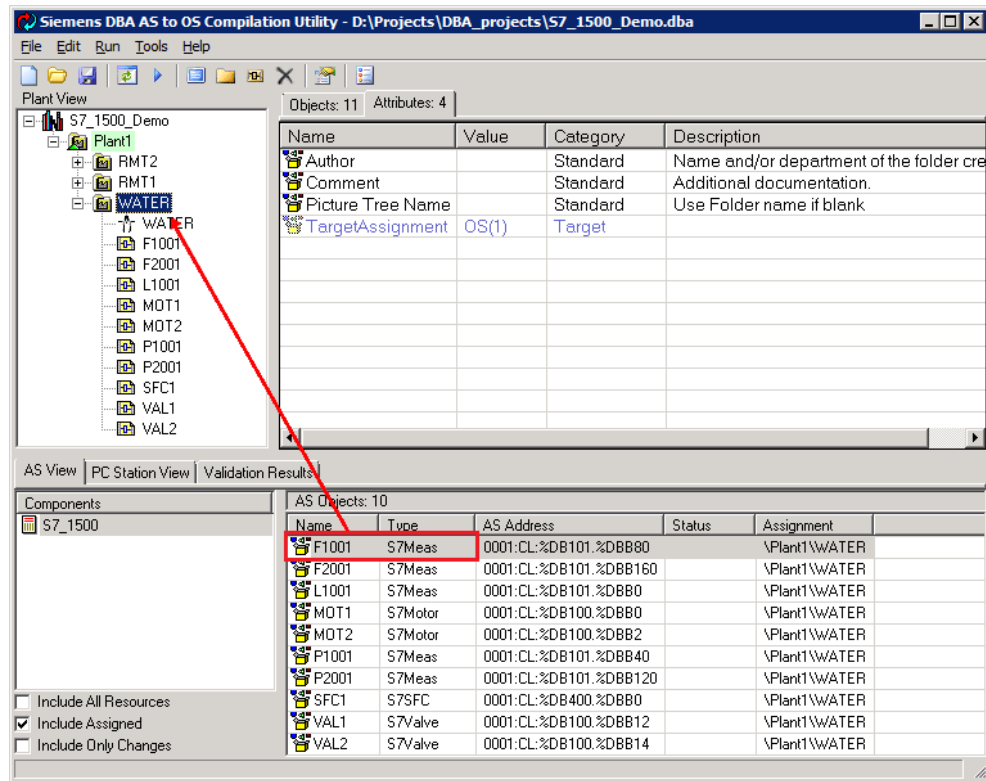 Siemens DBA AS to OS Compilation Utility - D:\Projects\DBA_projects\S7_1500_Demo.dba
File Edit Run Tools Help
Plant View
S7_1500_Demo
Plant1
RMT2
RMT1
WATER
WATER
F1001
F2001
L1001
MOT1
MOT2
P1001
P2001
SFC1
VAL1
VAL2
Objects: 11 Attributes: 4
Name Value Category Description
Author Standard Name and/or department of the folder cre
Comment Standard Additional documentation.
Picture Tree Name Standard Use Folder name if blank
TargetAssignment OS(1) Target
AS View PC Station View Validation Results
Components
S7_1500
Include All Resources
Include Assigned
Include Only Changes
AS Objects: 10
Name Type AS Address Status Assignment
F1001 S7Meas 0001:CL:%DB101.%DBB80 \Plant1\WATER
F2001 S7Meas 0001:CL:%DB101.%DBB160 \Plant1\WATER
L1001 S7Meas 0001:CL:%DB101.%DBB0 \Plant1\WATER
MOT1 S7Motor 0001:CL:%DB100.%DBB0 \Plant1\WATER
MOT2 S7Motor 0001:CL:%DB100.%DBB2 \Plant1\WATER
P1001 S7Meas 0001:CL:%DB101.%DBB40 \Plant1\WATER
P2001 S7Meas 0001:CL:%DB101.%DBB120 \Plant1\WATER
SFC1 S7SFC 0001:CL:%DB400.%DBB0 \Plant1\WATER
VAL1 S7Valve 0001:CL:%DB100.%DBB12 \Plant1\WATER
VAL2 S7Valve 0001:CL:%DB100.%DBB14 \Plant1\WATER